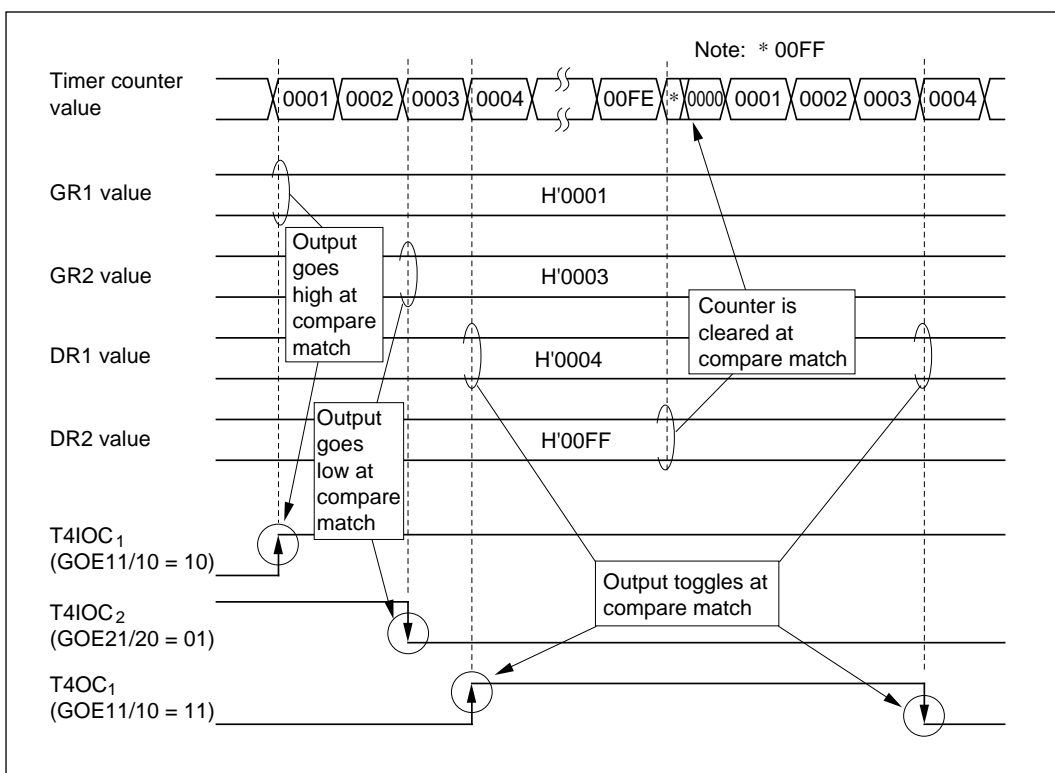 Note: * 00FF
Timer counter
value
0001 0002 0003 0004 00FE * 0000 0001 0002 0003 0004
GR1 value
H'0001
Output
goes
high at
compare
match
GR2 value
H'0003
Counter is
cleared at
compare match
DR1 value
H'0004
Output
goes
low at
compare
match
DR2 value
H'00FF
T4IOC1
(GOE11/10 = 10)
Output toggles at
compare match
T4IOC2
(GOE21/20 = 01)
T4OC1
(GOE11/10 = 11)